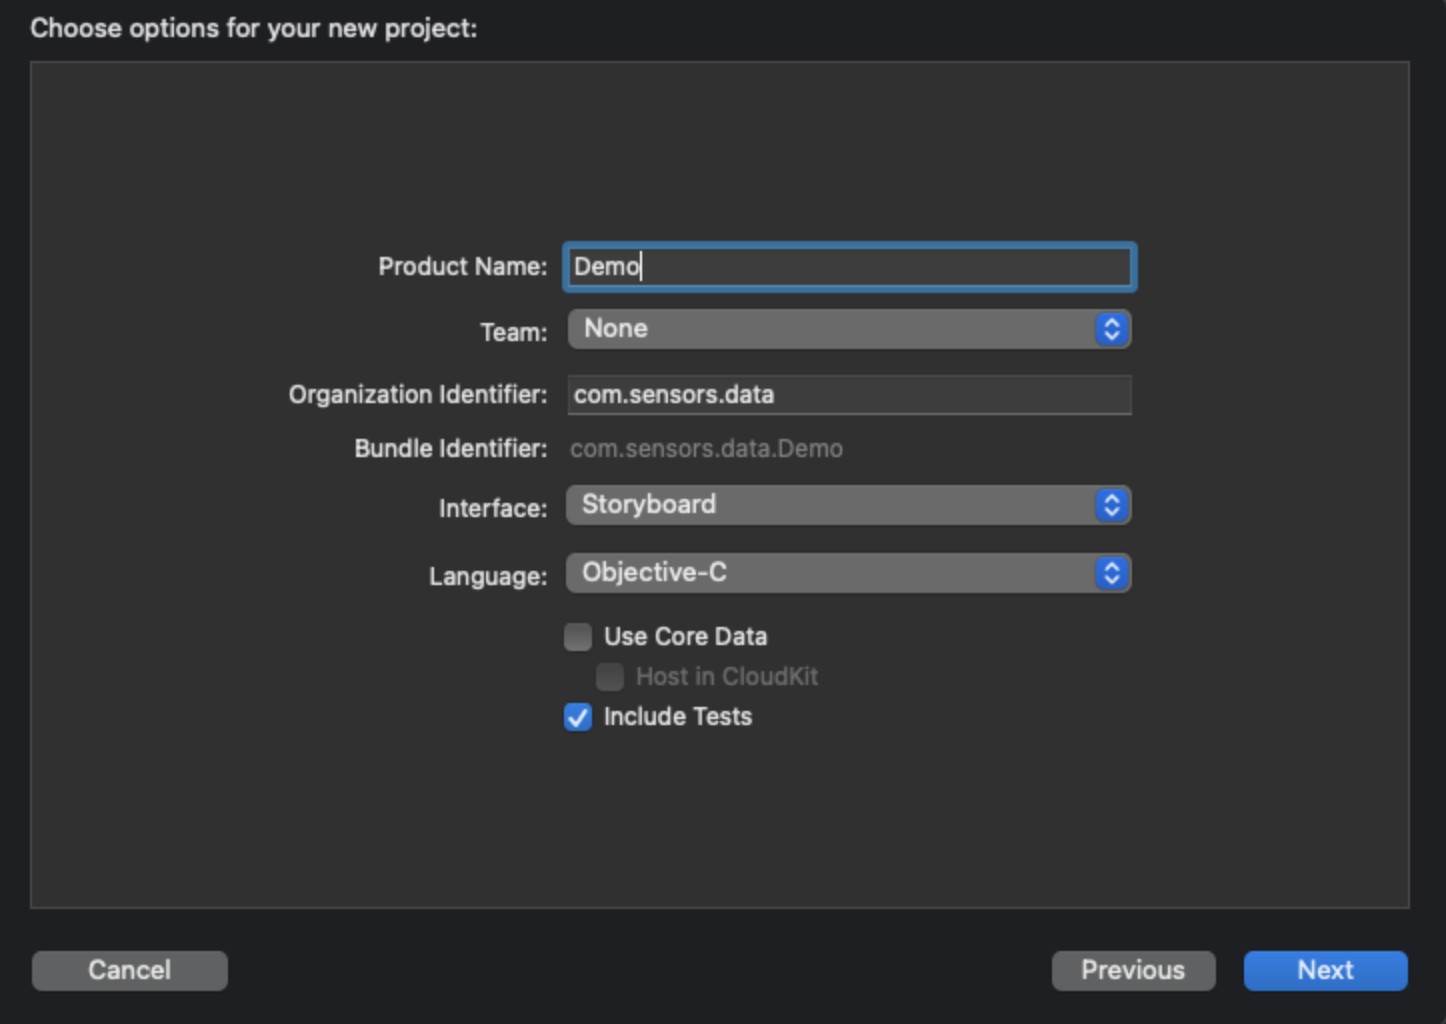 Choose options for your new project:
Product Name: Demo
Team: None
Organization Identifier: com.sensors.data
Bundle Identifier: com.sensors.data.Demo
Interface: Storyboard
Language: Objective-C
Use Core Data
Host in CloudKit
Include Tests
Cancel Previous Next